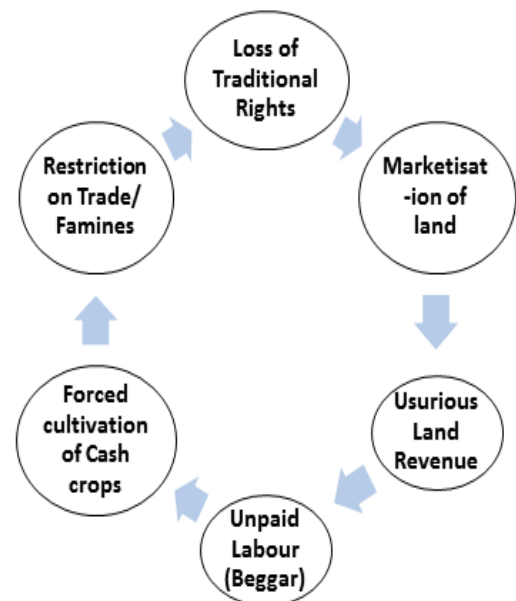 Loss of
Traditional
Rights
Marketisat
-ion of
land
Usurious
Land
Revenue
Unpaid
Labour
(Beggar)
Forced
cultivation
of Cash
crops
Restriction
on Trade/
Famines